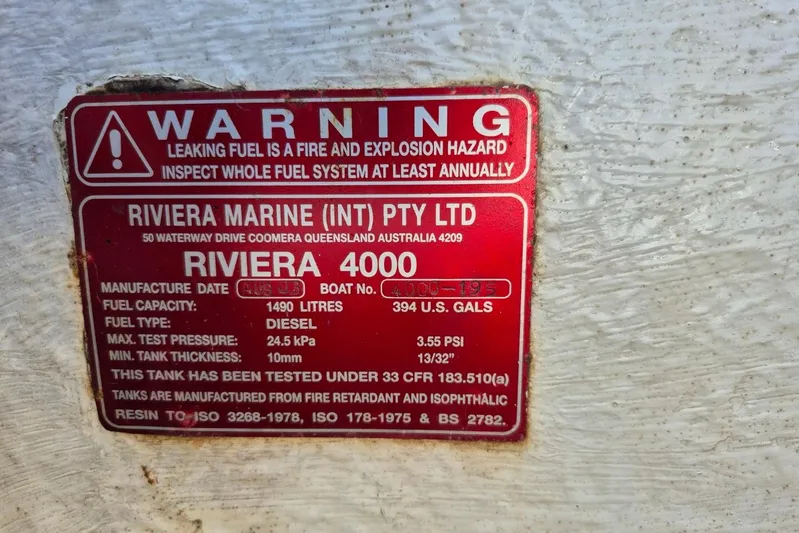 WARNING
LEAKING FUEL IS A FIRE AND EXPLOSION HAZARD
INSPECT WHOLE FUEL SYSTEM AT LEAST ANNUALLY
RIVIERA MARINE (INT) PTY LTD
50 WATERWAY DRIVE COOMERA QUEENSLAND AUSTRALIA 4209
RIVIERA 4000
MANUFACTURE DATE AUG BOAT No. 4000-195
FUEL CAPACITY: 1490 LITRES 394 U.S. GALS
FUEL TYPE: DIESEL
MAX. TEST PRESSURE: 24.5 kPa 3.55 PSI
MIN. TANK THICKNESS: 10mm 13/32"
THIS TANK HAS BEEN TESTED UNDER 33 CFR 183.510(a)
TANKS ARE MANUFACTURED FROM FIRE RETARDANT AND ISOPHTHALIC
RESIN TO ISO 3268-1978, ISO 178-1975 & BS 2782.